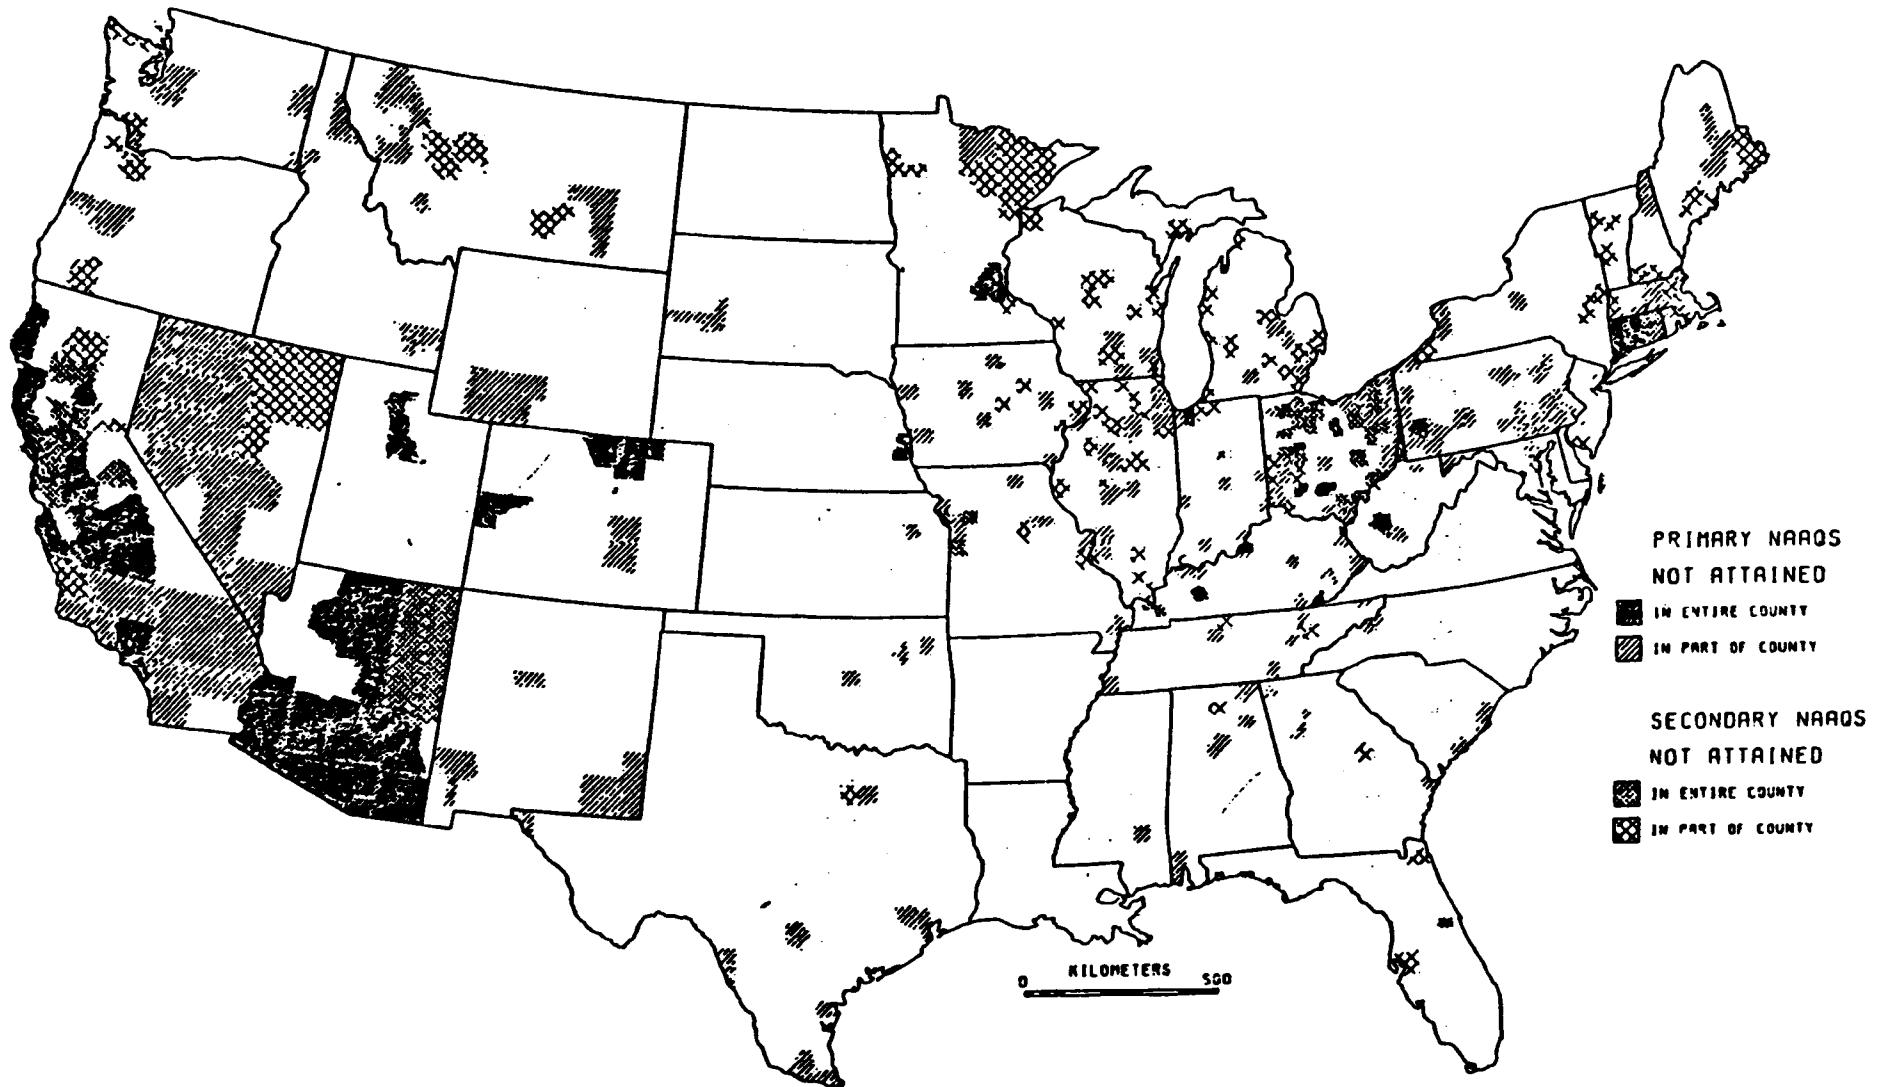 PRIMARY NAAQS
NOT ATTAINED
IN ENTIRE COUNTY
IN PART OF COUNTY
SECONDARY NAAQS
NOT ATTAINED
IN ENTIRE COUNTY
IN PART OF COUNTY
KILOMETERS
0 500